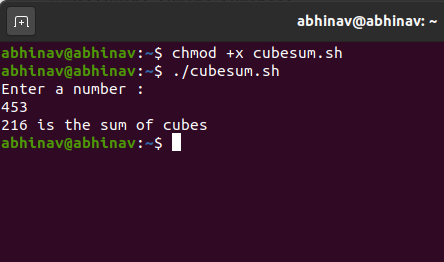 abhinav@abhinav: ~
abhinav@abhinav:~$ chmod +x cubesum.sh
abhinav@abhinav:~$ ./cubesum.sh
Enter a number :
453
216 is the sum of cubes
abhinav@abhinav:~$